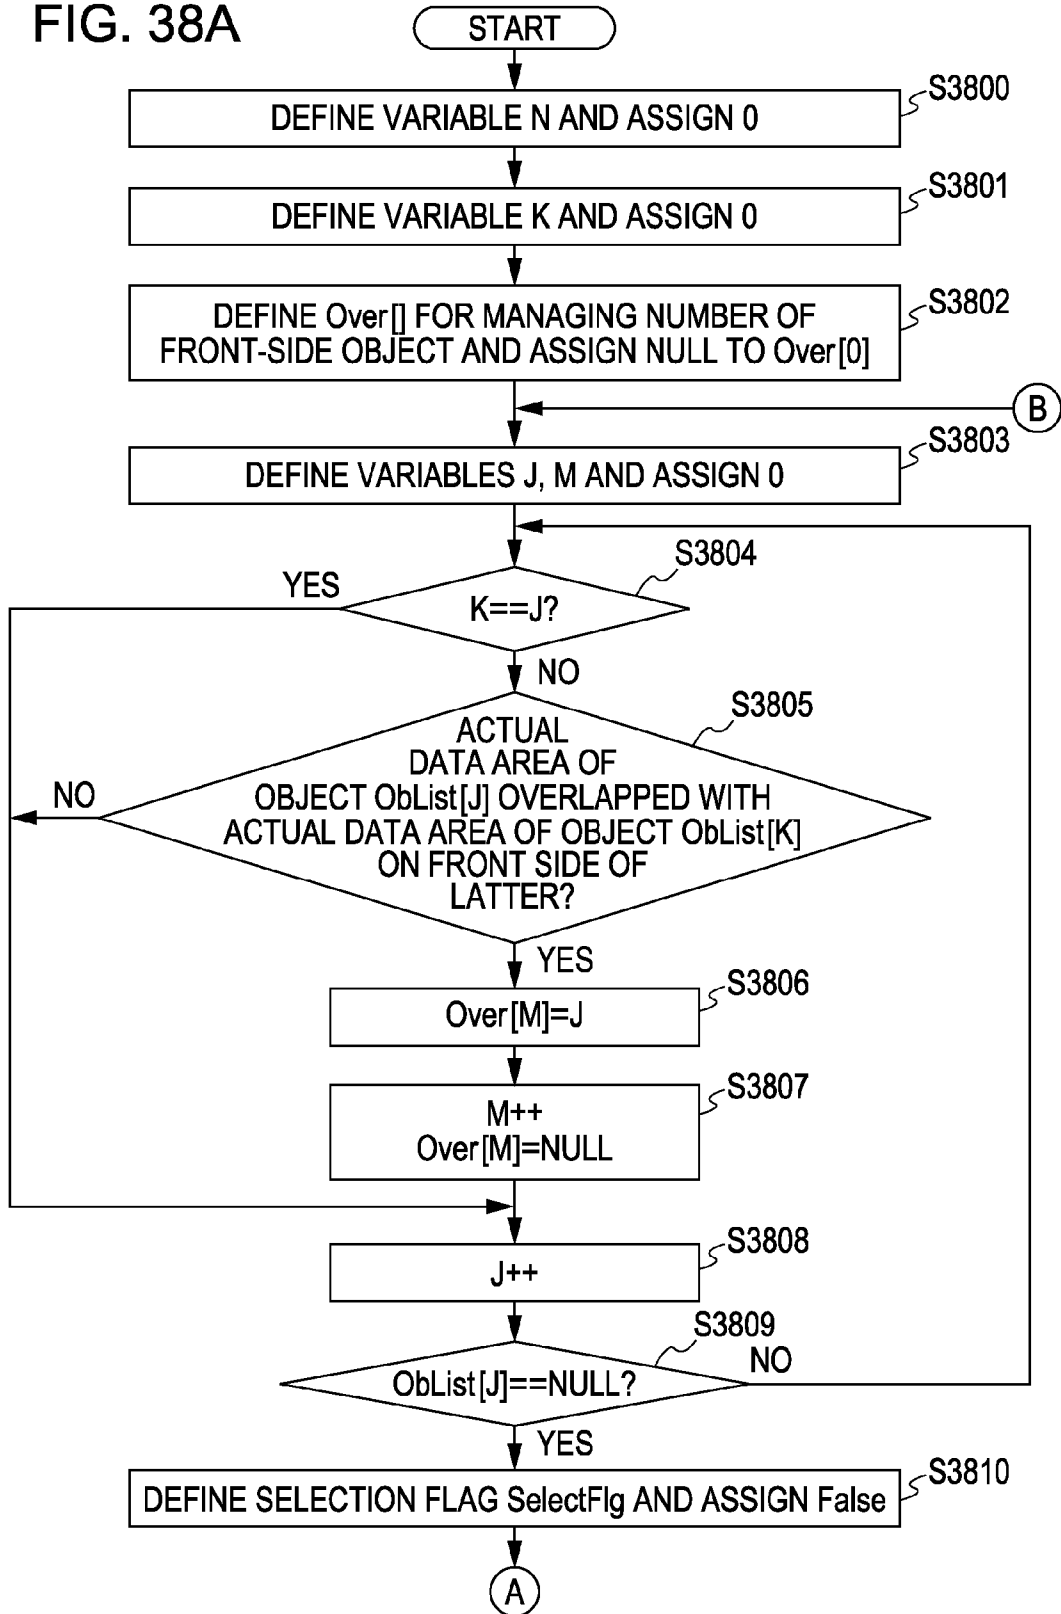 FIG. 38A
START
S3800
DEFINE VARIABLE N AND ASSIGN 0
S3801
DEFINE VARIABLE K AND ASSIGN 0
S3802
DEFINE Over[] FOR MANAGING NUMBER OF
FRONT-SIDE OBJECT AND ASSIGN NULL TO Over[0]
B
S3803
DEFINE VARIABLES J, M AND ASSIGN 0
S3804
YES
K==J?
NO
S3805
ACTUAL
DATA AREA OF
OBJECT ObList[J] OVERLAPPED WITH
ACTUAL DATA AREA OF OBJECT ObList[K]
ON FRONT SIDE OF
LATTER?
NO
YES
S3806
Over[M]=J
S3807
M++
Over[M]=NULL
S3808
J++
S3809
ObList[J]==NULL?
NO
YES
S3810
DEFINE SELECTION FLAG SelectFlg AND ASSIGN False
A